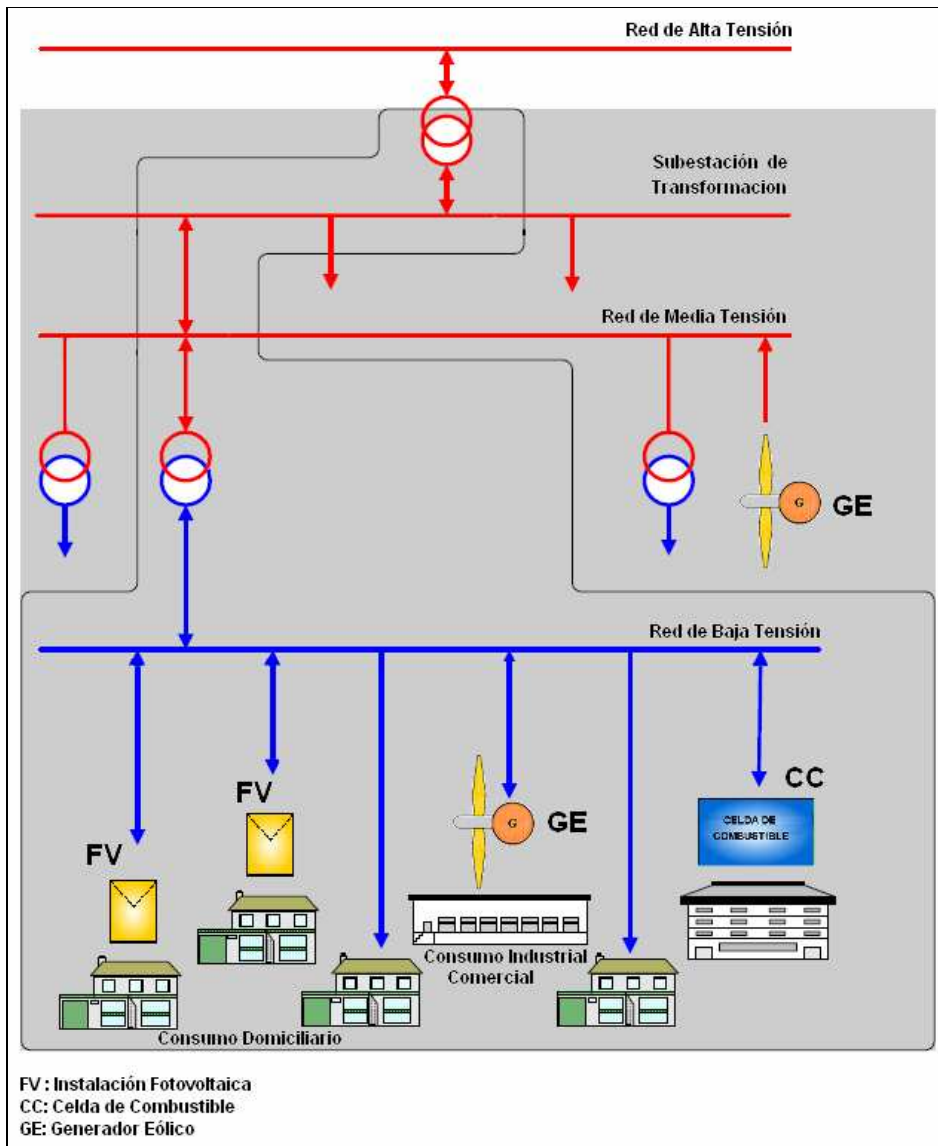 Red de Alta Tensión
Subestación de
Transformacion
Red de Media Tensión
G
GE
Red de Baja Tensión
FV
FV
G
GE
CC
CELDA DE
COMBUSTIBLE
Consumo Industrial
Comercial
Consumo Domiciliario
FV : Instalación Fotovoltaica
CC: Celda de Combustible
GE: Generador Eólico